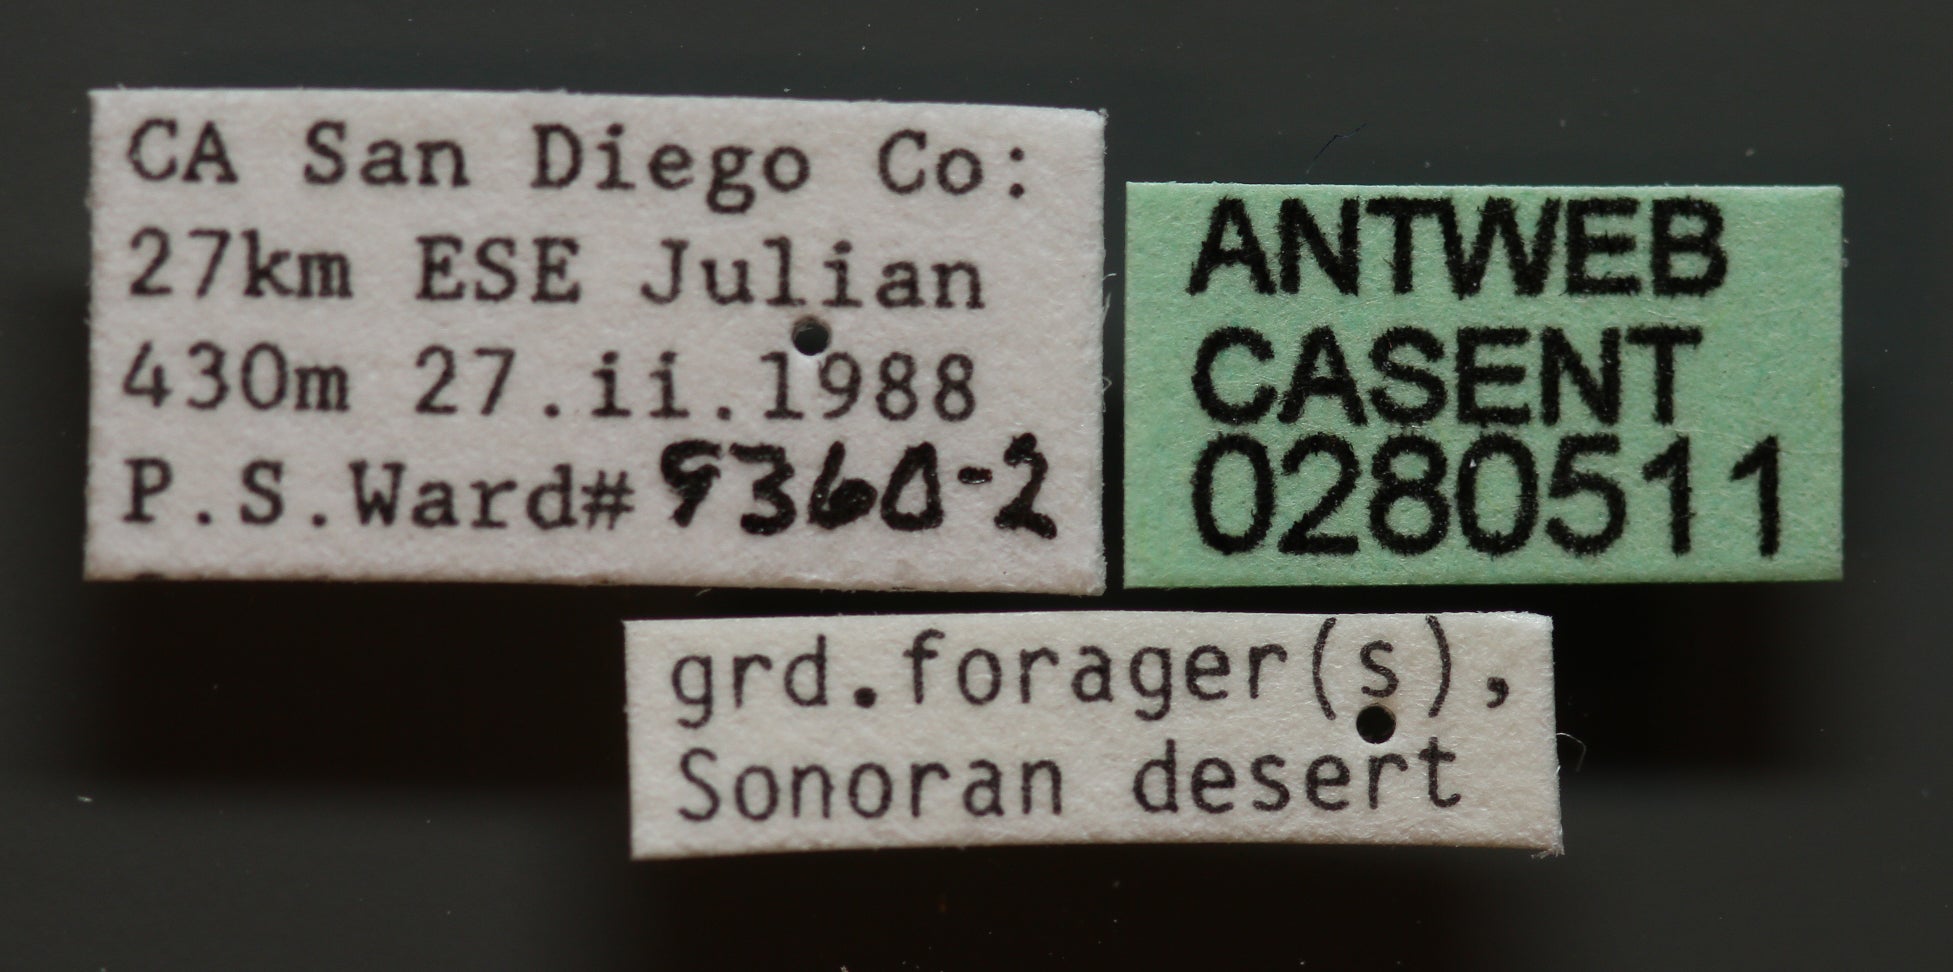 CA San Diego Co:
27km ESE Julian
430m 27.ii.1988
P.S.Ward# 9360-2
ANTWEB
CASENT
0280511
grd.forager(s),
Sonoran desert